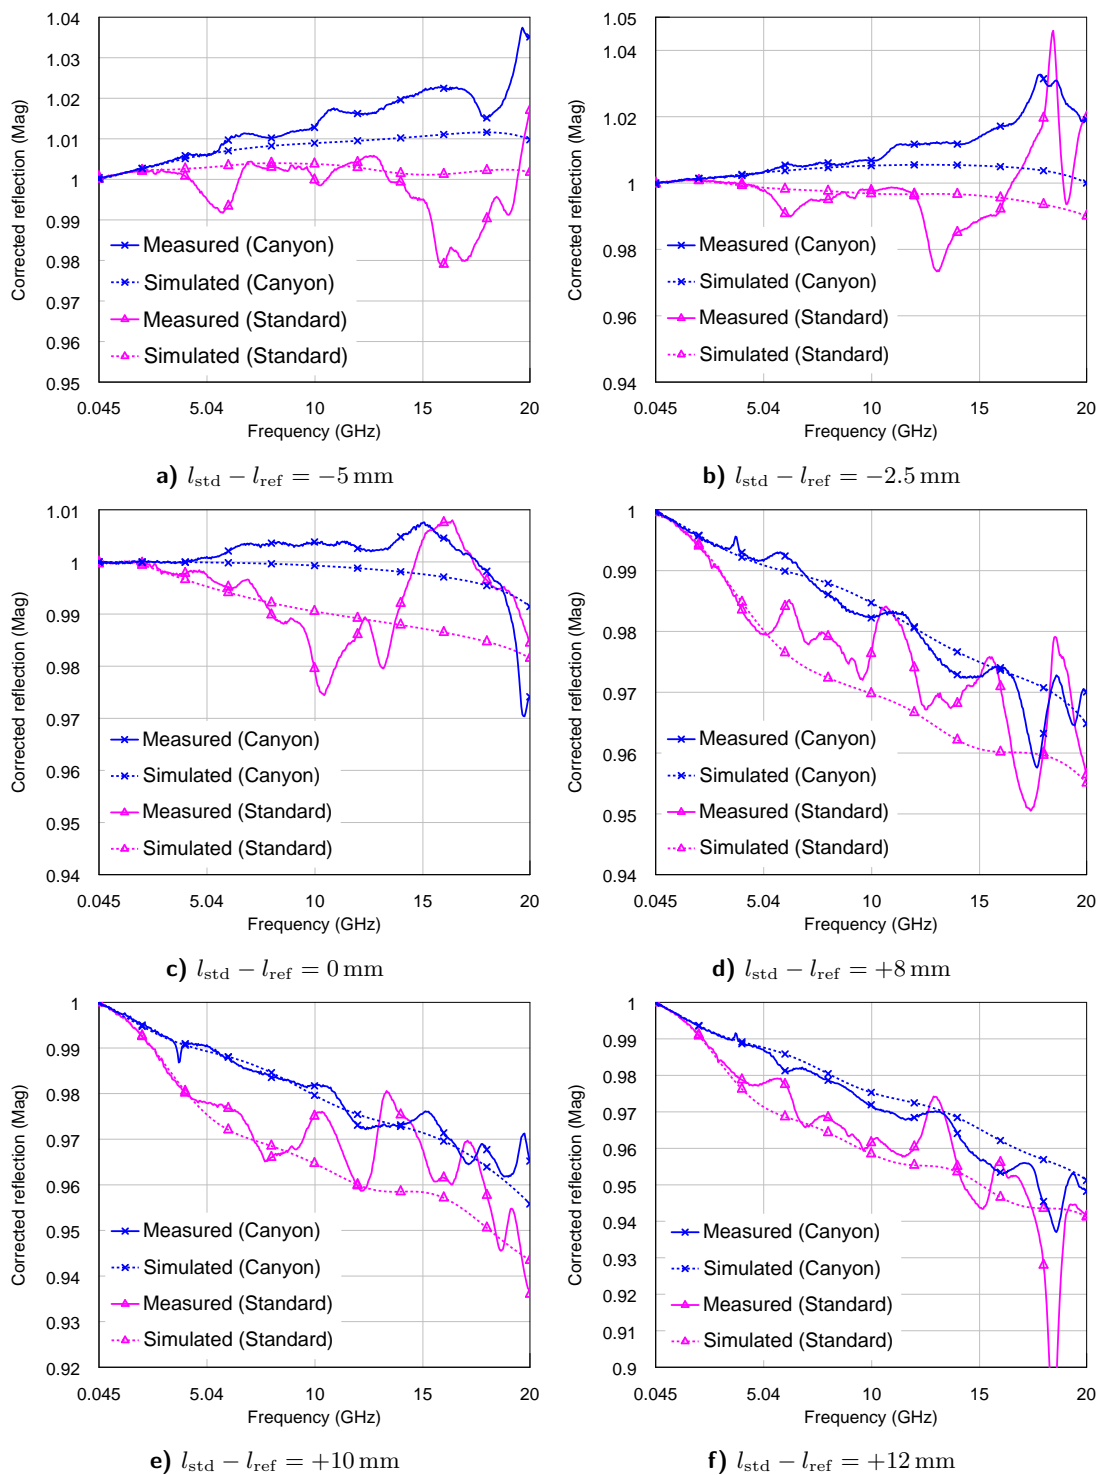 1.04
1.03
1.02
1.01
1
0.99
0.98
0.97
0.96
0.95
Corrected reflection (Mag)
Measured (Canyon)
Simulated (Canyon)
Measured (Standard)
Simulated (Standard)
0.045 5.04 10 15 20
Frequency (GHz)
a) l_std − l_ref = −5 mm
1.05
1.04
1.02
1
0.98
0.96
0.94
Corrected reflection (Mag)
Measured (Canyon)
Simulated (Canyon)
Measured (Standard)
Simulated (Standard)
0.045 5.04 10 15 20
Frequency (GHz)
b) l_std − l_ref = −2.5 mm
1.01
1
0.99
0.98
0.97
0.96
0.95
0.94
Corrected reflection (Mag)
Measured (Canyon)
Simulated (Canyon)
Measured (Standard)
Simulated (Standard)
0.045 5.04 10 15 20
Frequency (GHz)
c) l_std − l_ref = 0 mm
1
0.99
0.98
0.97
0.96
0.95
0.94
Corrected reflection (Mag)
Measured (Canyon)
Simulated (Canyon)
Measured (Standard)
Simulated (Standard)
0.045 5.04 10 15 20
Frequency (GHz)
d) l_std − l_ref = +8 mm
1
0.99
0.98
0.97
0.96
0.95
0.94
0.93
0.92
Corrected reflection (Mag)
Measured (Canyon)
Simulated (Canyon)
Measured (Standard)
Simulated (Standard)
0.045 5.04 10 15 20
Frequency (GHz)
e) l_std − l_ref = +10 mm
1
0.99
0.98
0.97
0.96
0.95
0.94
0.93
0.92
0.91
0.9
Corrected reflection (Mag)
Measured (Canyon)
Simulated (Canyon)
Measured (Standard)
Simulated (Standard)
0.045 5.04 10 15 20
Frequency (GHz)
f) l_std − l_ref = +12 mm